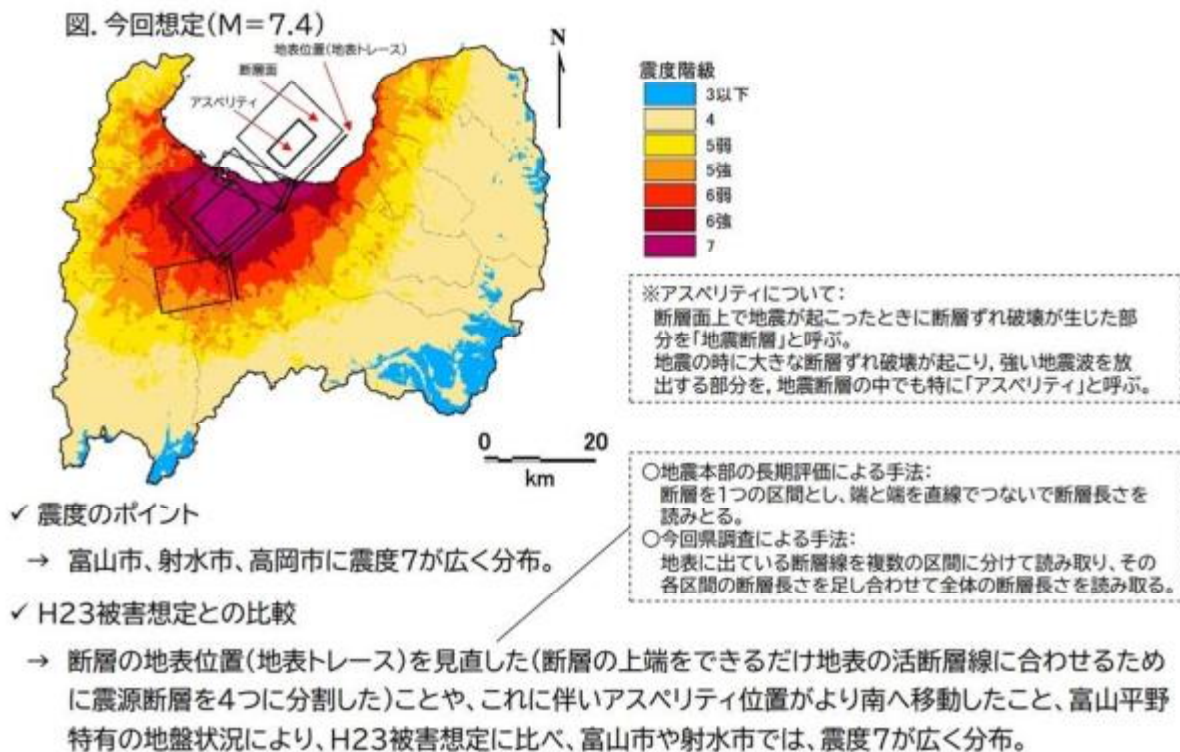 図. 今回想定(M=7.4)
地表位置(地表トレース)
断層面
アスペリティ
N
震度階級
3以下
4
5弱
5強
6弱
6強
7
0 20
km
※アスペリティについて:
断層面上で地震が起こったときに断層ずれ破壊が生じた部
分を「地震断層」と呼ぶ。
地震の時に大きな断層ずれ破壊が起こり,強い地震波を放
出する部分を,地震断層の中でも特に「アスペリティ」と呼ぶ。
○地震本部の長期評価による手法:
断層を1つの区間とし、端と端を直線でつないで断層長さを
読みとる。
○今回県調査による手法:
地表に出ている断層線を複数の区間に分けて読み取り、その
各区間の断層長さを足し合わせて全体の断層長さを読み取る。
✓ 震度のポイント
→ 富山市、射水市、高岡市に震度7が広く分布。
✓ H23被害想定との比較
→ 断層の地表位置(地表トレース)を見直した(断層の上端をできるだけ地表の活断層線に合わせるため
に震源断層を4つに分割した)ことや、これに伴いアスペリティ位置がより南へ移動したこと、富山平野
特有の地盤状況により、H23被害想定に比べ、富山市や射水市では、震度7が広く分布。